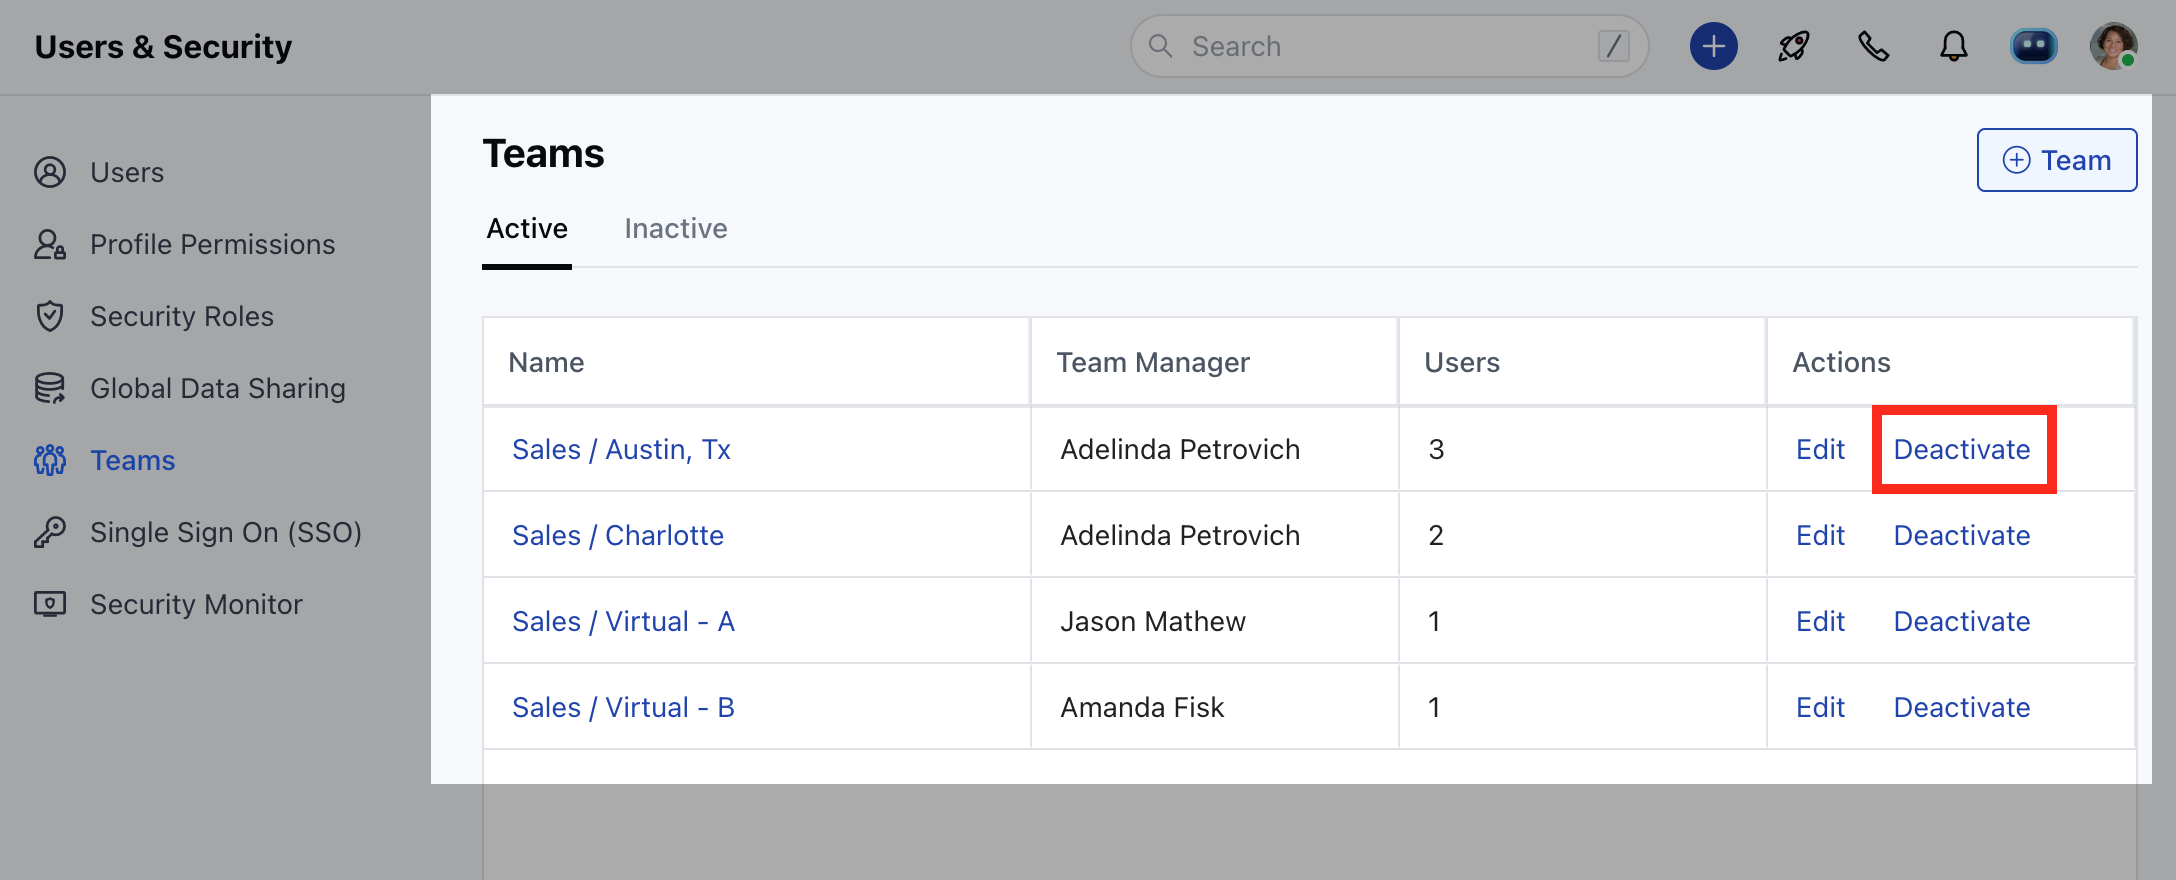 Users & Security
Search /
Users
Profile Permissions
Security Roles
Global Data Sharing
Teams
Single Sign On (SSO)
Security Monitor
Teams
Team
Active Inactive
Name Team Manager Users Actions
Sales / Austin, Tx Adelinda Petrovich 3 Edit Deactivate
Sales / Charlotte Adelinda Petrovich 2 Edit Deactivate
Sales / Virtual - A Jason Mathew 1 Edit Deactivate
Sales / Virtual - B Amanda Fisk 1 Edit Deactivate